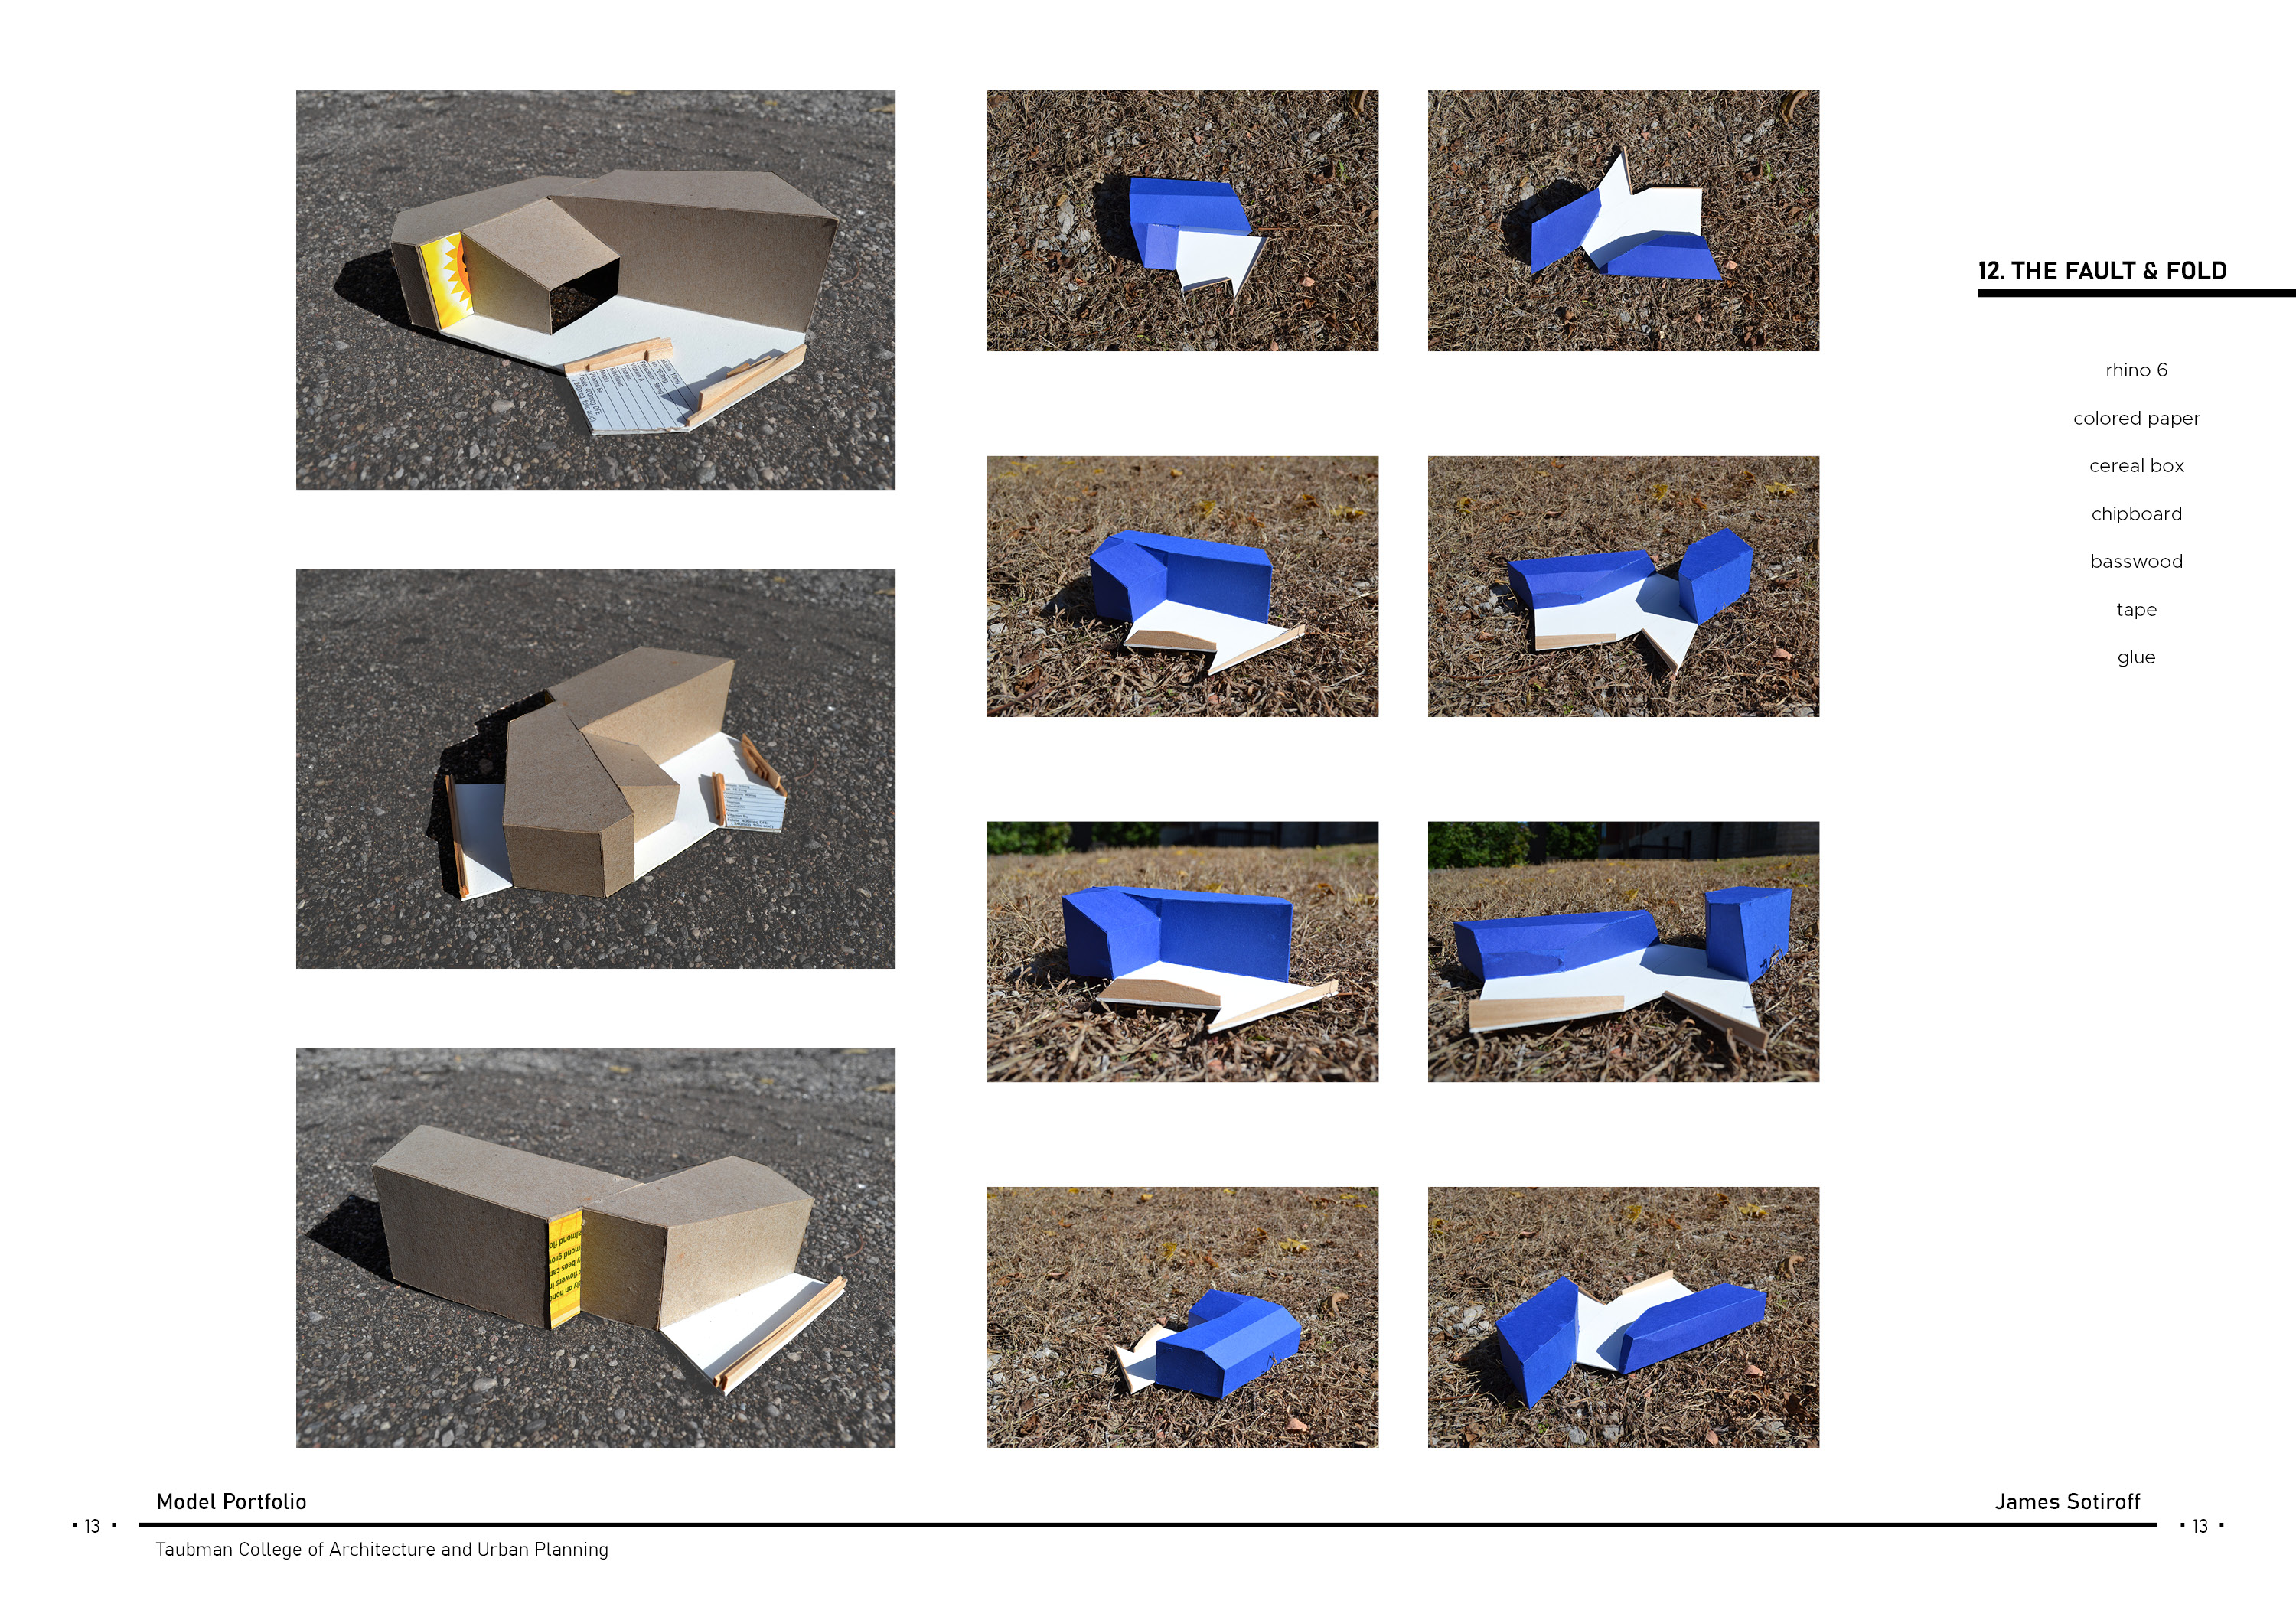 12. THE FAULT & FOLD
rhino 6
colored paper
cereal box
chipboard
basswood
tape
glue
Model Portfolio
James Sotiroff
· 13 ·
· 13 ·
Taubman College of Architecture and Urban Planning